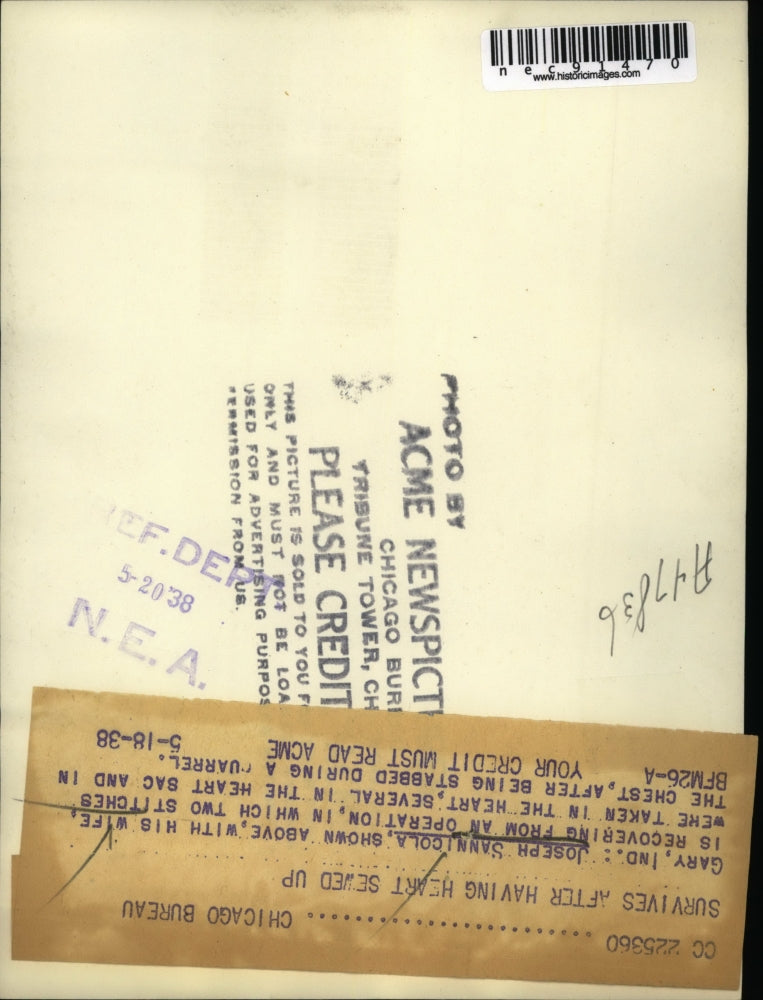 nec91470
www.historicimages.com
PHOTO BY
ACME NEWSPICT
CHICAGO BUR
TRIBUNE TOWER, CH
PLEASE CREDIT
THIS PICTURE IS SOLD TO YOU F
ONLY AND MUST NOT BE LOA
USED FOR ADVERTISING PURPOS
PERMISSION FROM US.
EF. DEPT
5-20 38
N.E.A.
CC 225360 .................... CHICAGO BUREAU
SURVIVES AFTER HAVING HEART SEWED UP
GARY, IND.: JOSEPH SANNICOLA, SHOWN ABOVE, WITH HIS WIFE,
IS RECOVERING FROM AN OPERATION, IN WHICH TWO STITCHES
WERE TAKEN IN THE HEART, SEVERAL IN THE HEART SAC AND IN
THE CHEST, AFTER BEING STABBED DURING A QUARREL.
BFM26-A YOUR CREDIT MUST READ ACME 5-18-38